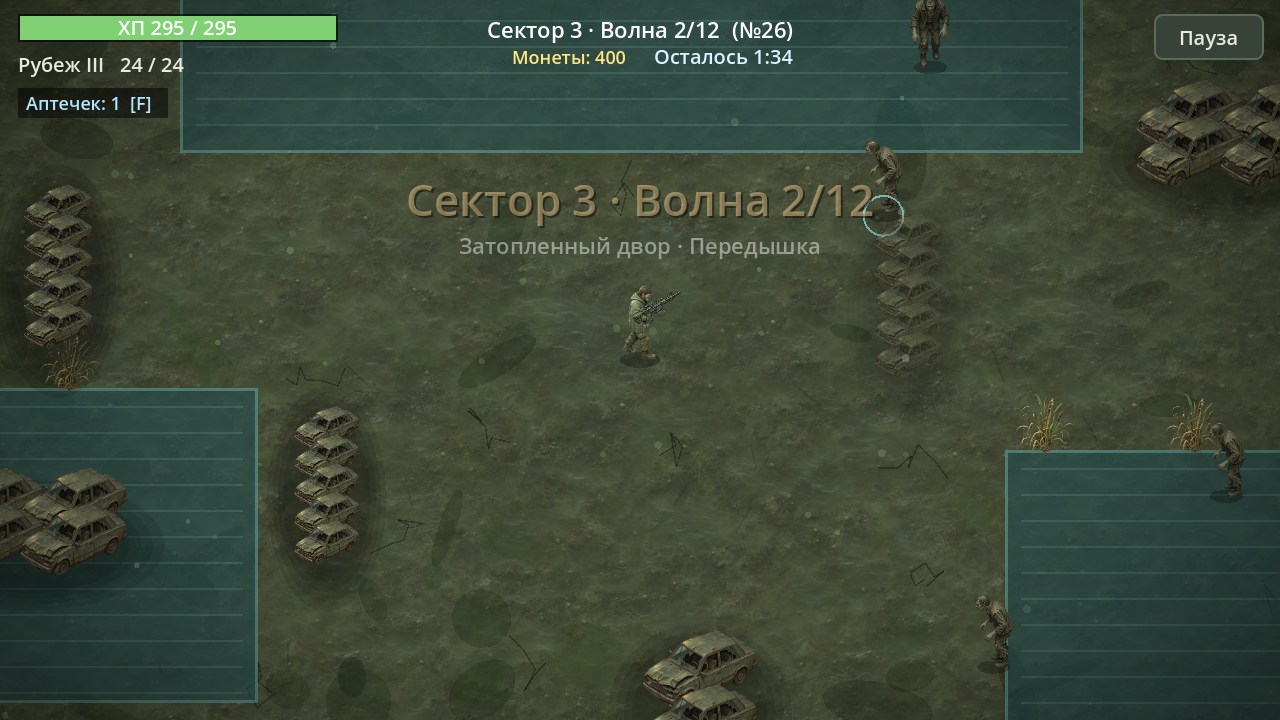 ХП 295 / 295
Рубеж III 24 / 24
Аптечек: 1 [F]
Сектор 3 · Волна 2/12 (№26)
Монеты: 400 Осталось 1:34
Пауза
Сектор 3 · Волна 2/12
Затопленный двор · Передышка